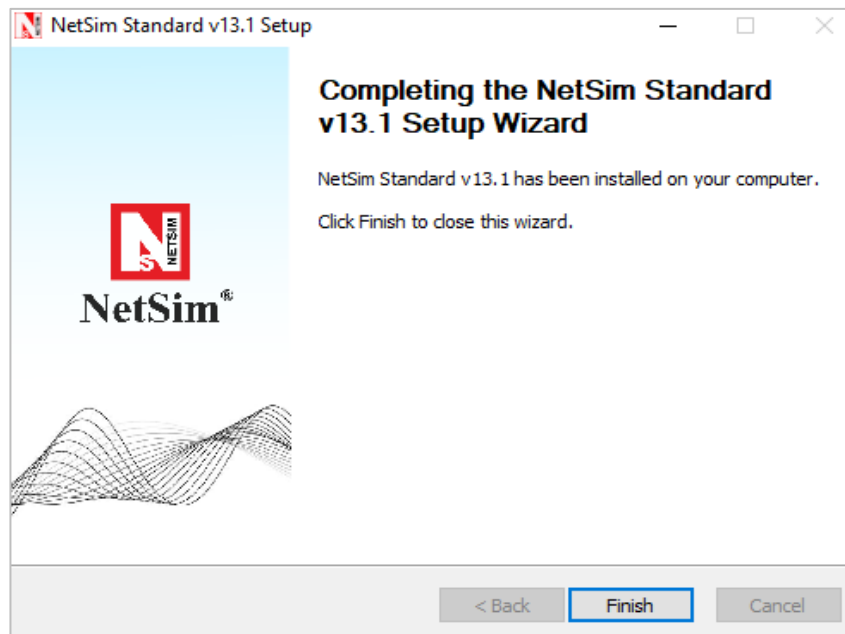 NetSim Standard v13.1 Setup
Completing the NetSim Standard
v13.1 Setup Wizard
NetSim Standard v13.1 has been installed on your computer.
Click Finish to close this wizard.
N
S
NETSIM
NetSim®
< Back
Finish
Cancel